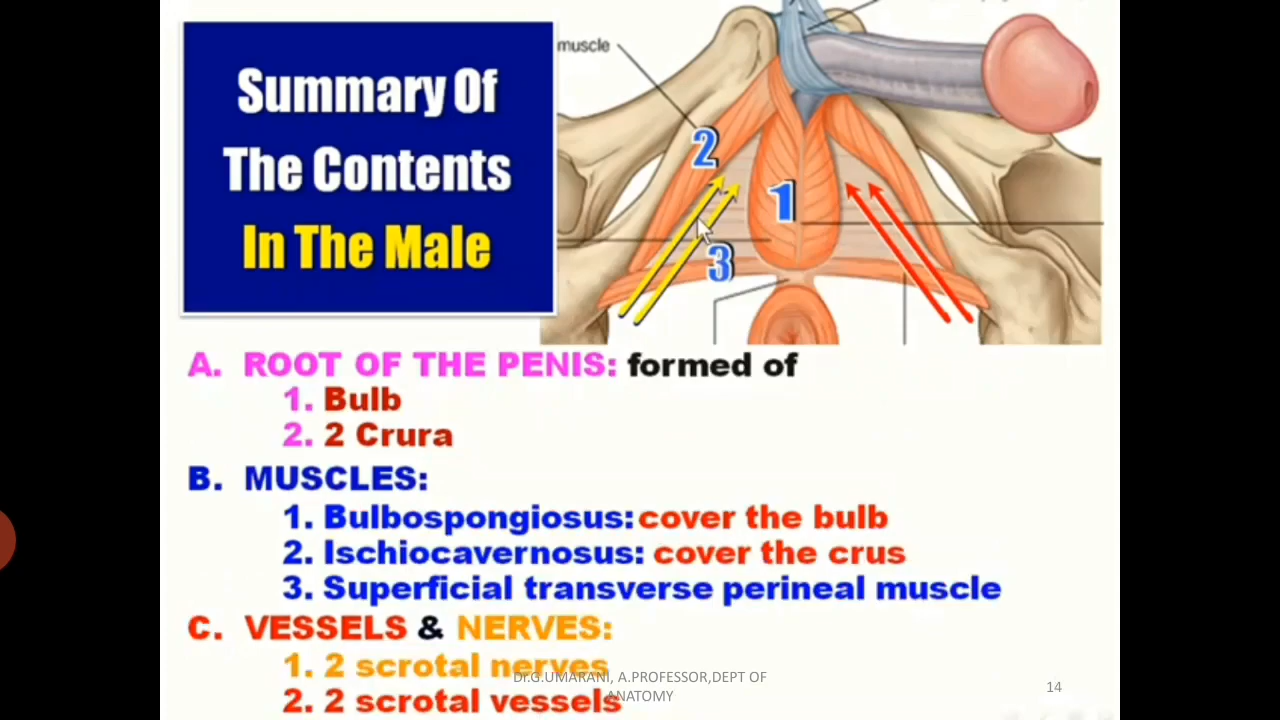 muscle
Summary Of
The Contents
In The Male
2
1
3
A. ROOT OF THE PENIS: formed of
1. Bulb
2. 2 Crura
B. MUSCLES:
1. Bulbospongiosus: cover the bulb
2. Ischiocavernosus: cover the crus
3. Superficial transverse perineal muscle
C. VESSELS & NERVES:
1. 2 scrotal nerves
2. 2 scrotal vessels
Dr.G.UMARANI, A.PROFESSOR,DEPT OF
ANATOMY
14